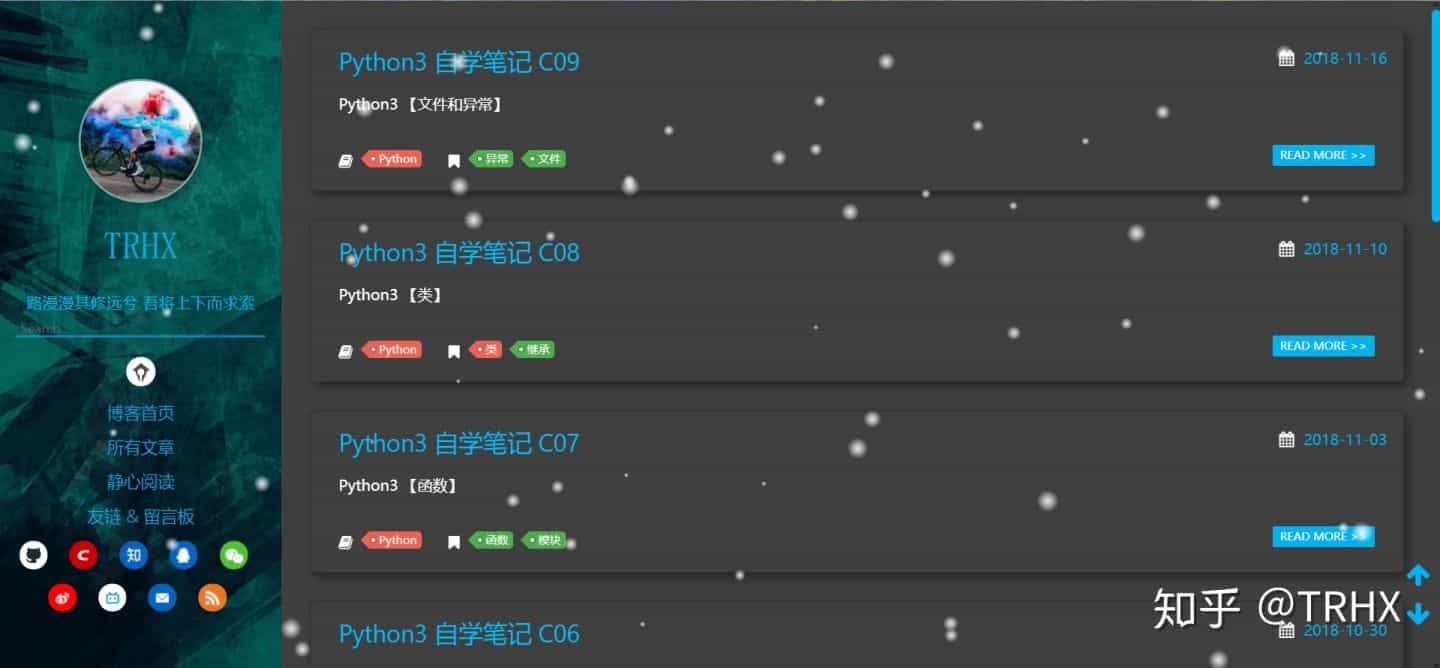 TRHX
路漫漫其修远兮 吾将上下而求索
Search...
博客首页
所有文章
静心阅读
友链 & 留言板
知
Python3 自学笔记 C09
2018-11-16
Python3 【文件和异常】
Python 异常 文件
READ MORE >>
Python3 自学笔记 C08
2018-11-10
Python3 【类】
Python 类 继承
READ MORE >>
Python3 自学笔记 C07
2018-11-03
Python3 【函数】
Python 函数 模块
READ MORE >>
Python3 自学笔记 C06
2018-10-30
知乎 @TRHX